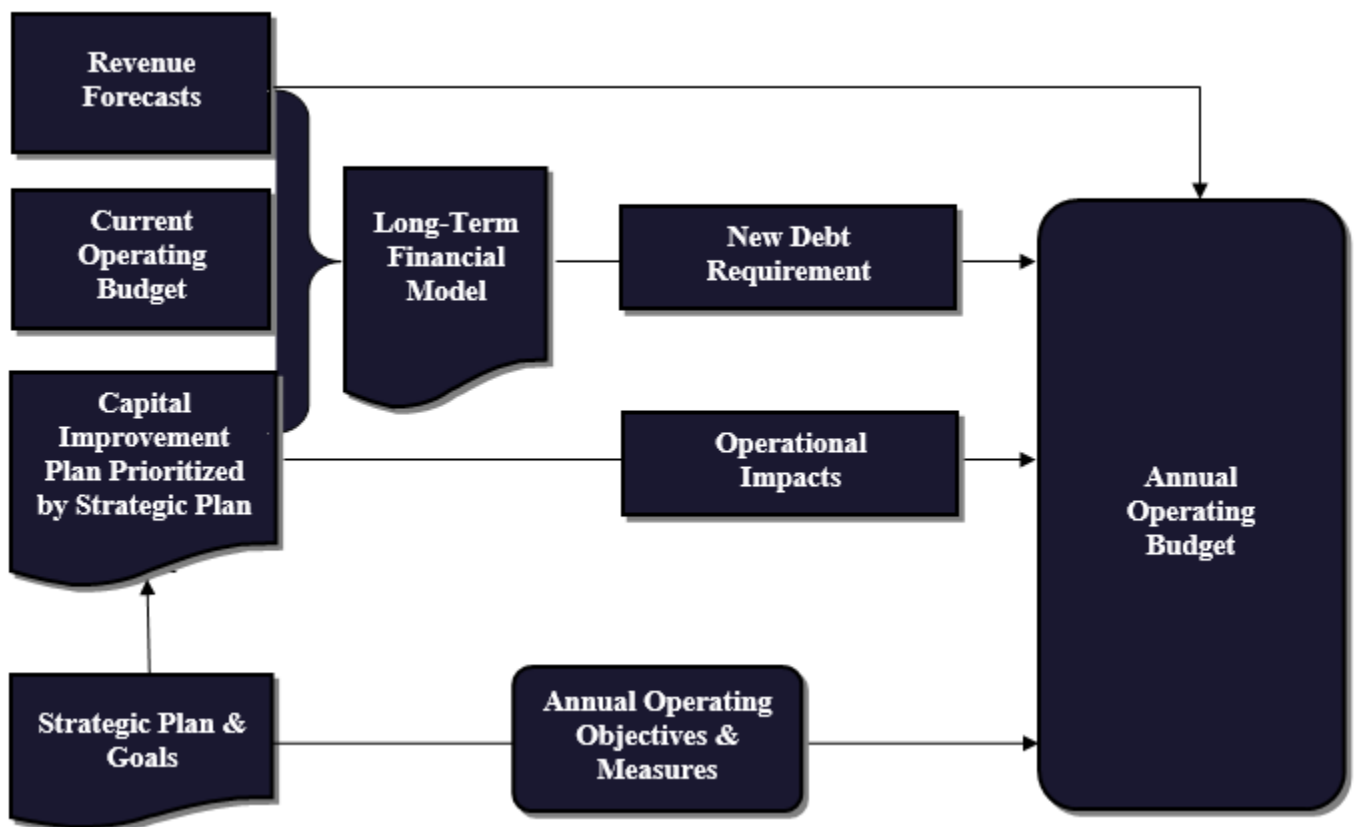 Revenue
Forecasts
Current
Operating
Budget
Capital
Improvement
Plan Prioritized
by Strategic Plan
Strategic Plan &
Goals
Long-Term
Financial
Model
New Debt
Requirement
Operational
Impacts
Annual Operating
Objectives &
Measures
Annual
Operating
Budget